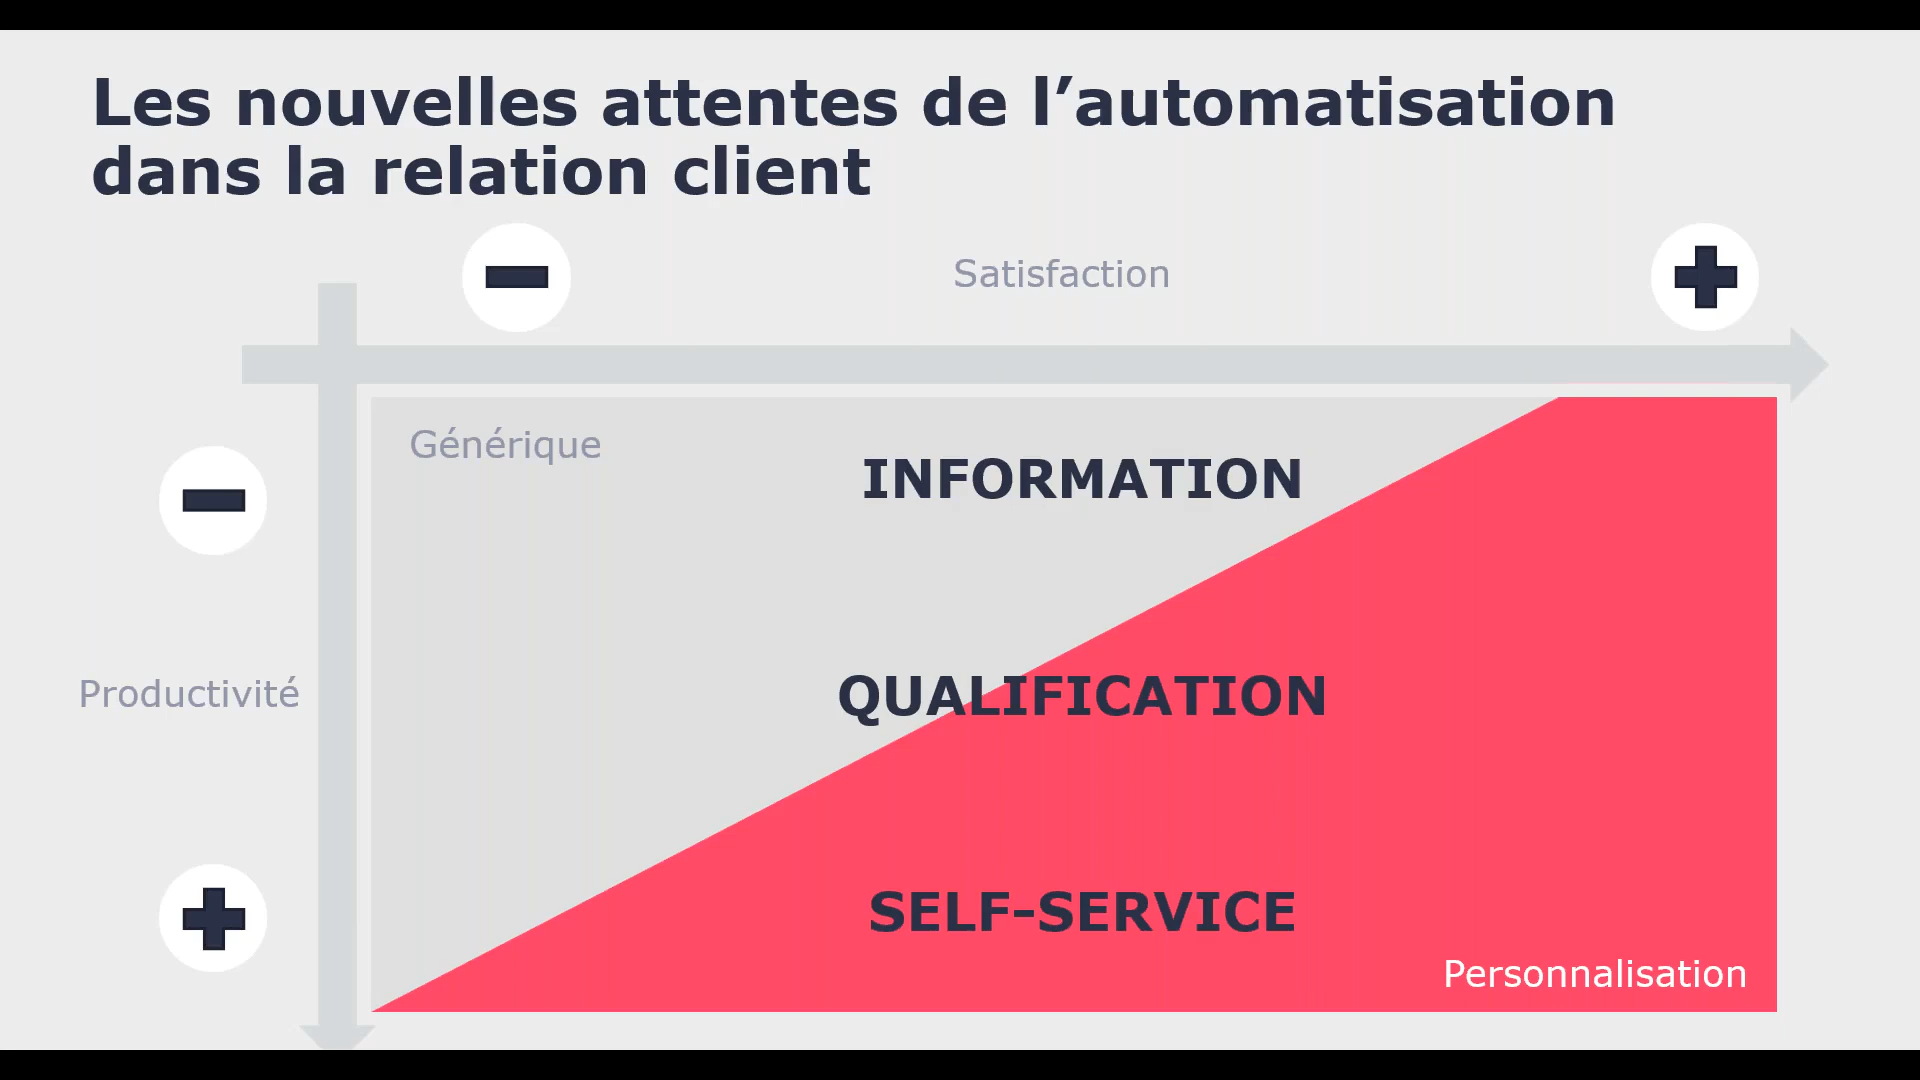 Les nouvelles attentes de l’automatisation
dans la relation client
Satisfaction
Générique
INFORMATION
Productivité
QUALIFICATION
SELF-SERVICE
Personnalisation